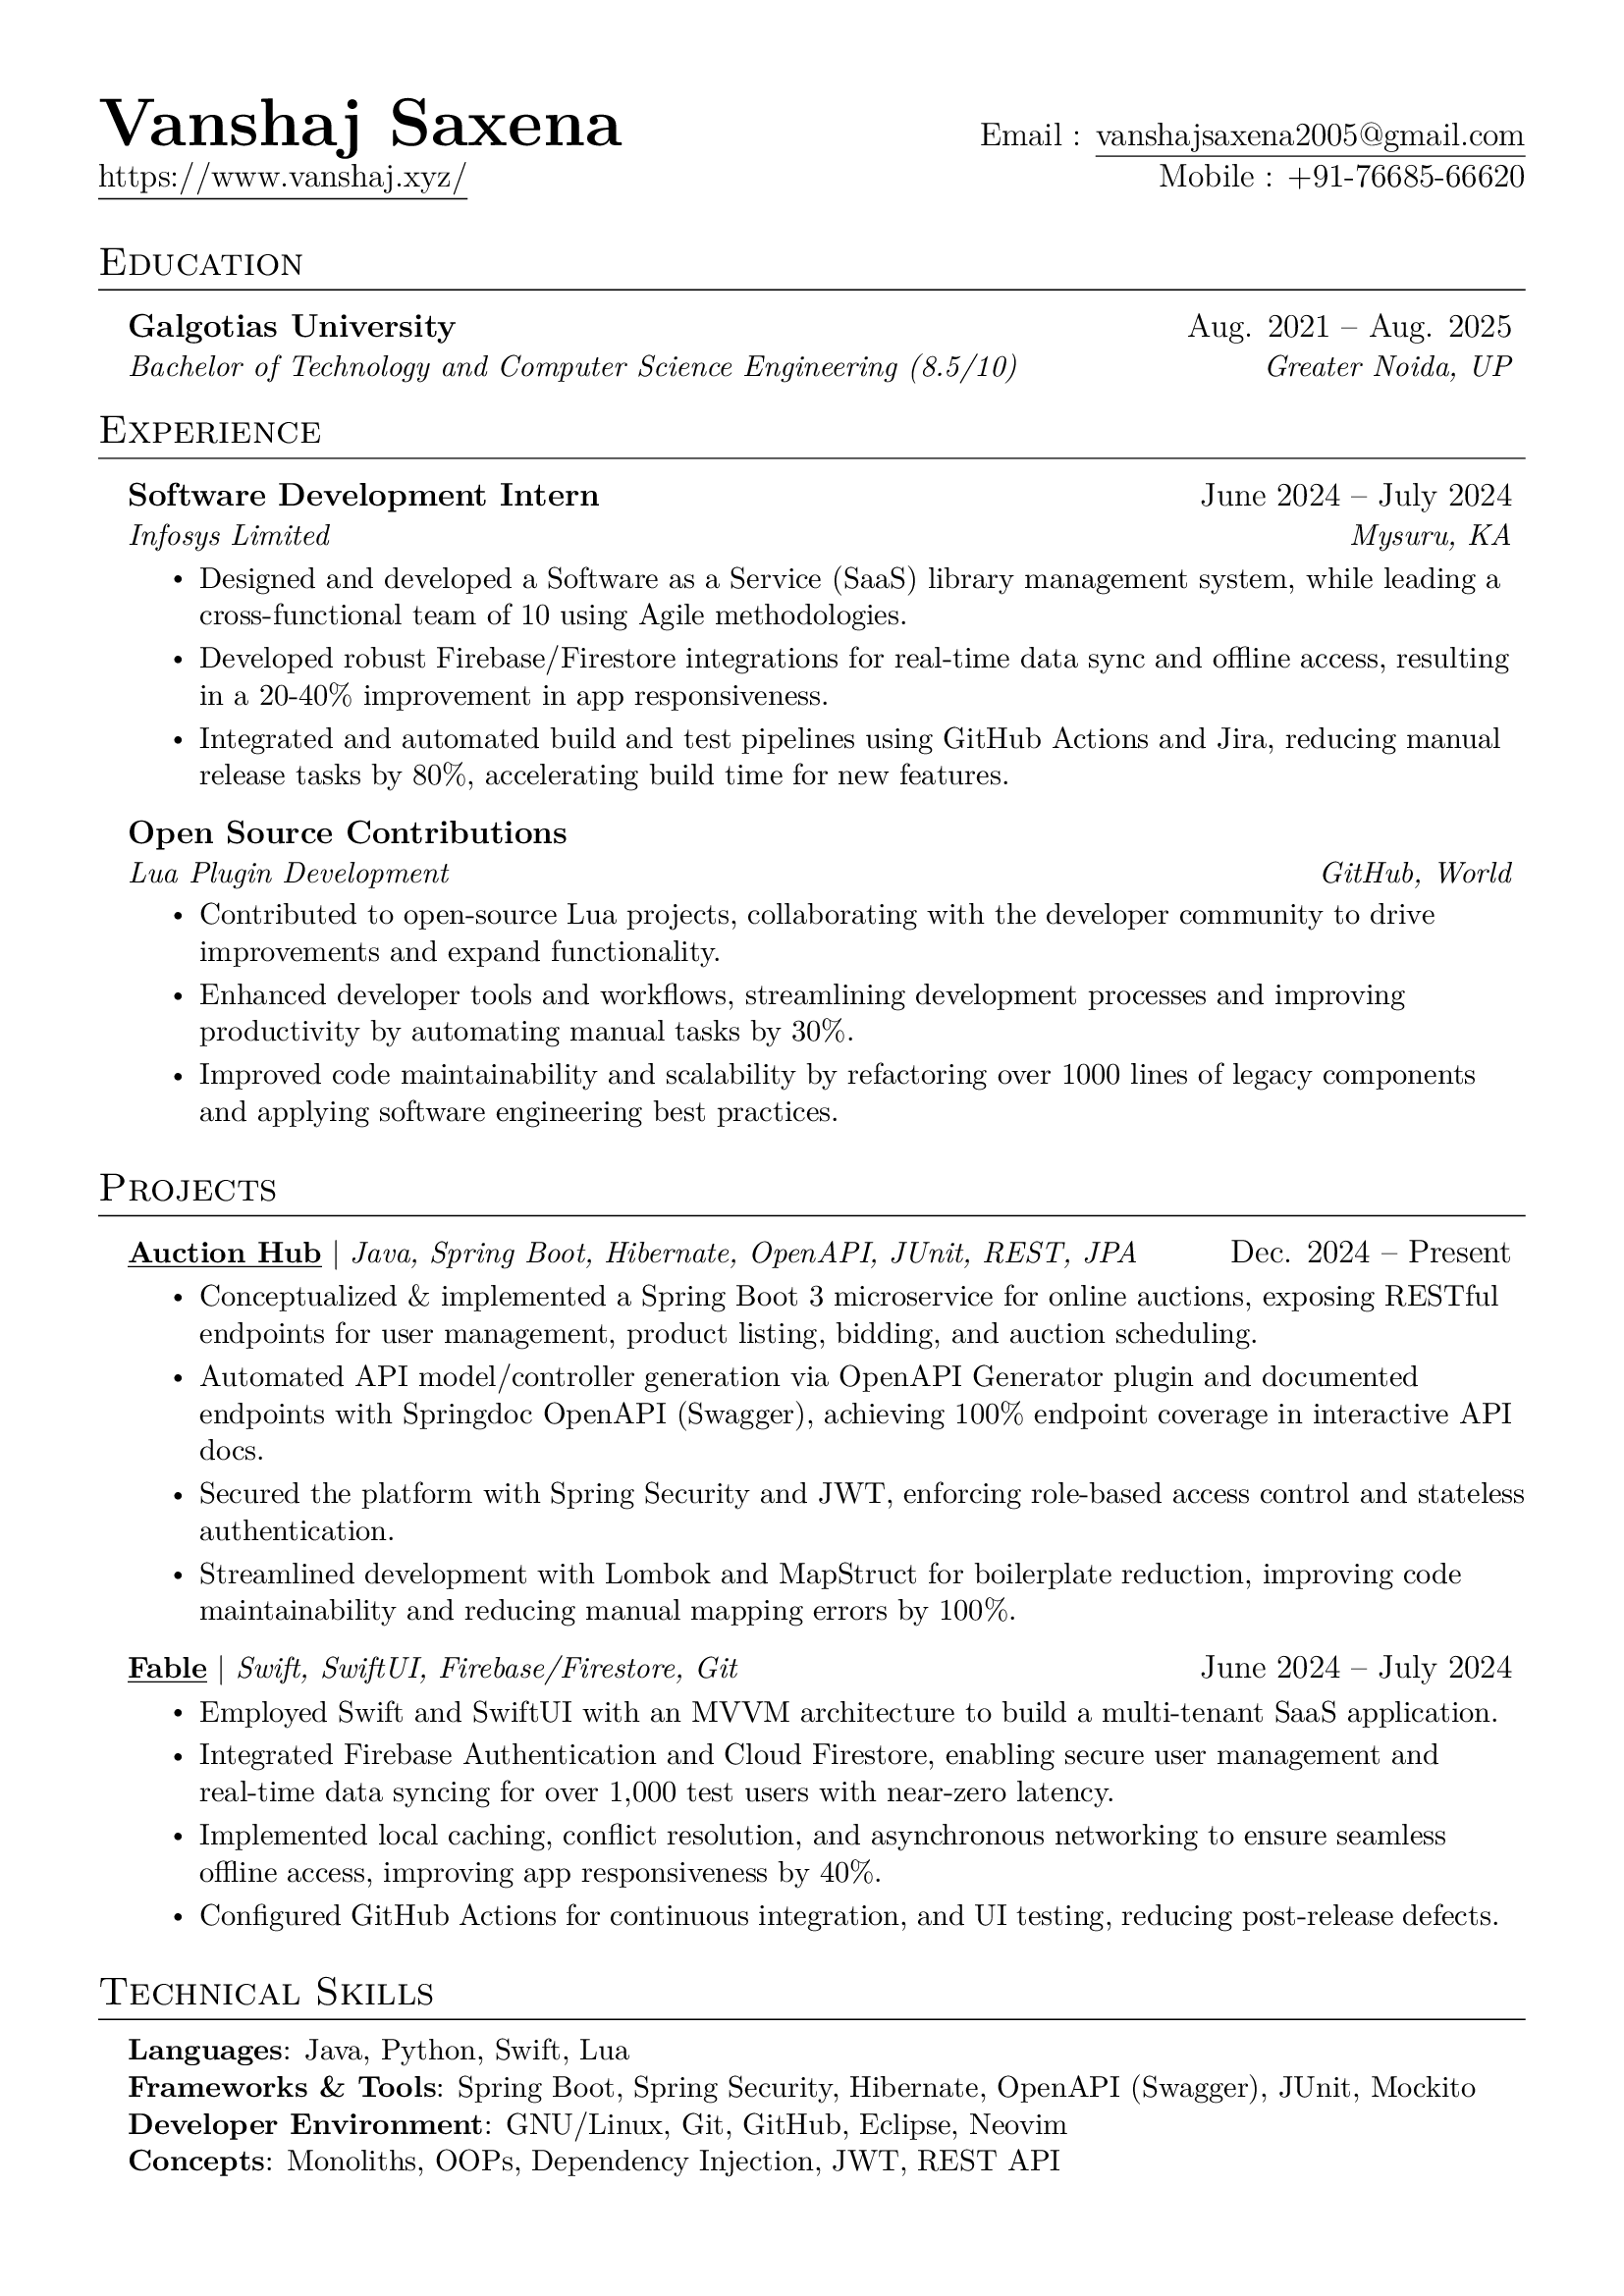 Vanshaj Saxena
Email : vanshajsaxena2005@gmail.com
https://www.vanshaj.xyz/
Mobile : +91-76685-66620
Education
Galgotias University Aug. 2021 – Aug. 2025
Bachelor of Technology and Computer Science Engineering (8.5/10) Greater Noida, UP
Experience
Software Development Intern June 2024 – July 2024
Infosys Limited Mysuru, KA
• Designed and developed a Software as a Service (SaaS) library management system, while leading a
cross-functional team of 10 using Agile methodologies.
• Developed robust Firebase/Firestore integrations for real-time data sync and offline access, resulting
in a 20-40% improvement in app responsiveness.
• Integrated and automated build and test pipelines using GitHub Actions and Jira, reducing manual
release tasks by 80%, accelerating build time for new features.
Open Source Contributions
Lua Plugin Development GitHub, World
• Contributed to open-source Lua projects, collaborating with the developer community to drive
improvements and expand functionality.
• Enhanced developer tools and workflows, streamlining development processes and improving
productivity by automating manual tasks by 30%.
• Improved code maintainability and scalability by refactoring over 1000 lines of legacy components
and applying software engineering best practices.
Projects
Auction Hub | Java, Spring Boot, Hibernate, OpenAPI, JUnit, REST, JPA Dec. 2024 – Present
• Conceptualized & implemented a Spring Boot 3 microservice for online auctions, exposing RESTful
endpoints for user management, product listing, bidding, and auction scheduling.
• Automated API model/controller generation via OpenAPI Generator plugin and documented
endpoints with Springdoc OpenAPI (Swagger), achieving 100% endpoint coverage in interactive API
docs.
• Secured the platform with Spring Security and JWT, enforcing role-based access control and stateless
authentication.
• Streamlined development with Lombok and MapStruct for boilerplate reduction, improving code
maintainability and reducing manual mapping errors by 100%.
Fable | Swift, SwiftUI, Firebase/Firestore, Git June 2024 – July 2024
• Employed Swift and SwiftUI with an MVVM architecture to build a multi-tenant SaaS application.
• Integrated Firebase Authentication and Cloud Firestore, enabling secure user management and
real-time data syncing for over 1,000 test users with near-zero latency.
• Implemented local caching, conflict resolution, and asynchronous networking to ensure seamless
offline access, improving app responsiveness by 40%.
• Configured GitHub Actions for continuous integration, and UI testing, reducing post-release defects.
Technical Skills
Languages: Java, Python, Swift, Lua
Frameworks & Tools: Spring Boot, Spring Security, Hibernate, OpenAPI (Swagger), JUnit, Mockito
Developer Environment: GNU/Linux, Git, GitHub, Eclipse, Neovim
Concepts: Monoliths, OOPs, Dependency Injection, JWT, REST API